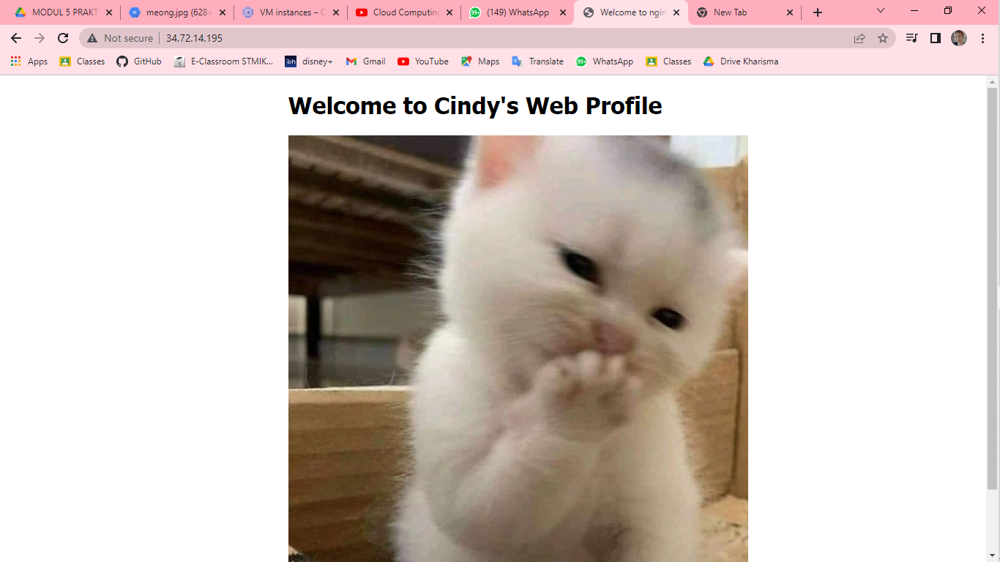 MODUL 5 PRAKT
meong.jpg (628×
VM instances – C
Cloud Computing
(149) WhatsApp
Welcome to ngin
New Tab
Not secure
34.72.14.195
Apps
Classes
GitHub
E-Classroom STMIK...
disney+
Gmail
YouTube
Maps
Translate
99+
WhatsApp
Classes
Drive Kharisma
Welcome to Cindy's Web Profile